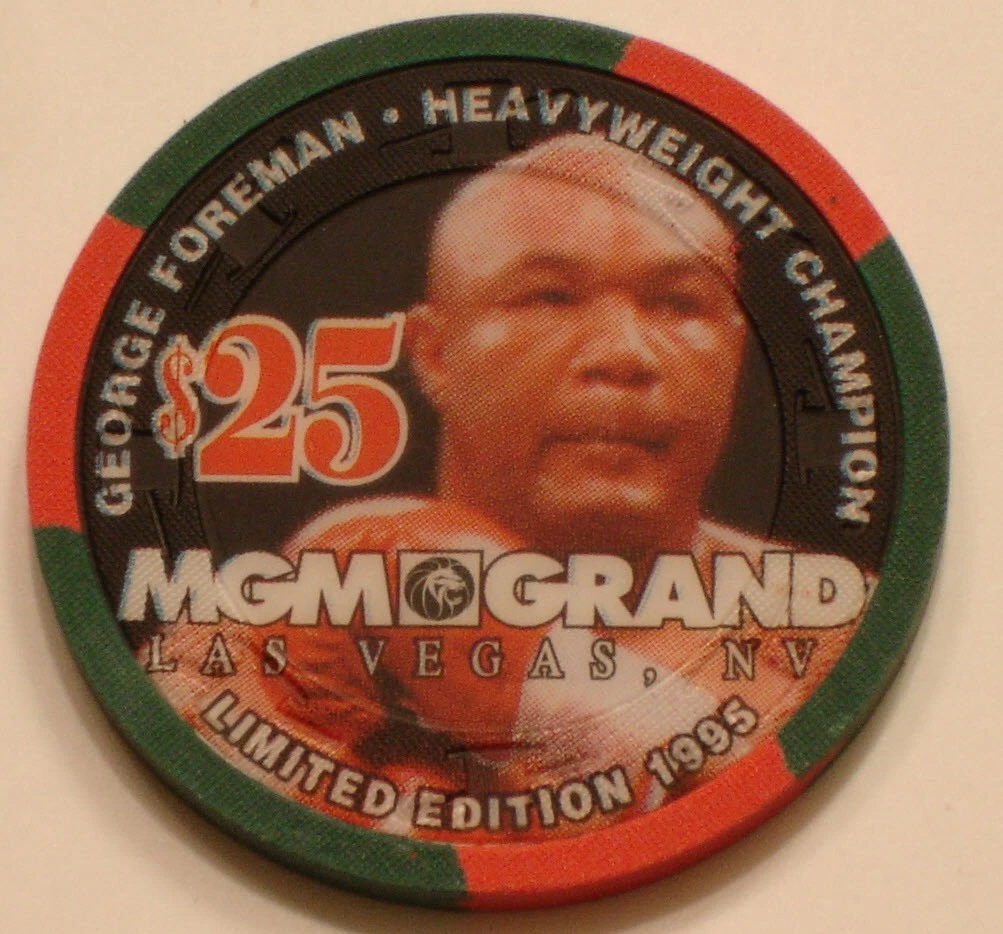 GEORGE FOREMAN • HEAVYWEIGHT CHAMPION
$25
MGM GRAND
LAS VEGAS, NV
LIMITED EDITION 1995